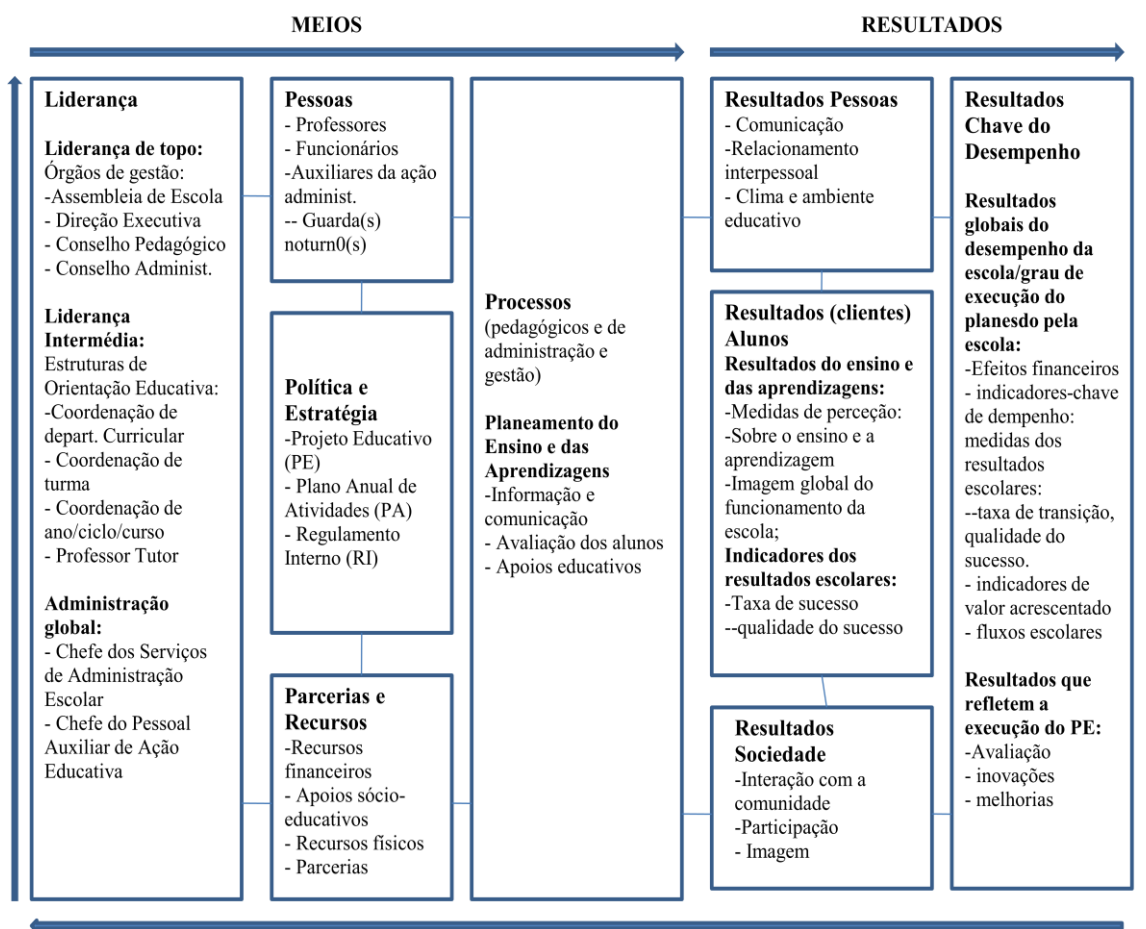 MEIOS
RESULTADOS
Liderança
Liderança de topo:
Órgãos de gestão:
-Assembleia de Escola
- Direção Executiva
- Conselho Pedagógico
- Conselho Administ.
Liderança
Intermédia:
Estruturas de
Orientação Educativa:
-Coordenação de
depart. Curricular
- Coordenação de
turma
- Coordenação de
ano/ciclo/curso
- Professor Tutor
Administração
global:
- Chefe dos Serviços
de Administração
Escolar
- Chefe do Pessoal
Auxiliar de Ação
Educativa
Pessoas
- Professores
- Funcionários
-Auxiliares da ação
administ.
-- Guarda(s)
noturn0(s)
Política e
Estratégia
-Projeto Educativo
(PE)
- Plano Anual de
Atividades (PA)
- Regulamento
Interno (RI)
Parcerias e
Recursos
-Recursos
financeiros
- Apoios sócio-
educativos
- Recursos físicos
- Parcerias
Processos
(pedagógicos e de
administração e
gestão)
Planeamento do
Ensino e das
Aprendizagens
-Informação e
comunicação
- Avaliação dos alunos
- Apoios educativos
Resultados Pessoas
- Comunicação
-Relacionamento
interpessoal
- Clima e ambiente
educativo
Resultados (clientes)
Alunos
Resultados do ensino e
das aprendizagens:
-Medidas de perceção:
-Sobre o ensino e a
aprendizagem
-Imagem global do
funcionamento da
escola;
Indicadores dos
resultados escolares:
-Taxa de sucesso
--qualidade do sucesso
Resultados
Sociedade
-Interação com a
comunidade
-Participação
- Imagem
Resultados
Chave do
Desempenho
Resultados
globais do
desempenho da
escola/grau de
execução do
planesdo pela
escola:
-Efeitos financeiros
- indicadores-chave
de dempenho:
medidas dos
resultados
escolares:
--taxa de transição,
qualidade do
sucesso.
- indicadores de
valor acrescentado
- fluxos escolares
Resultados que
refletem a
execução do PE:
-Avaliação
- inovações
- melhorias